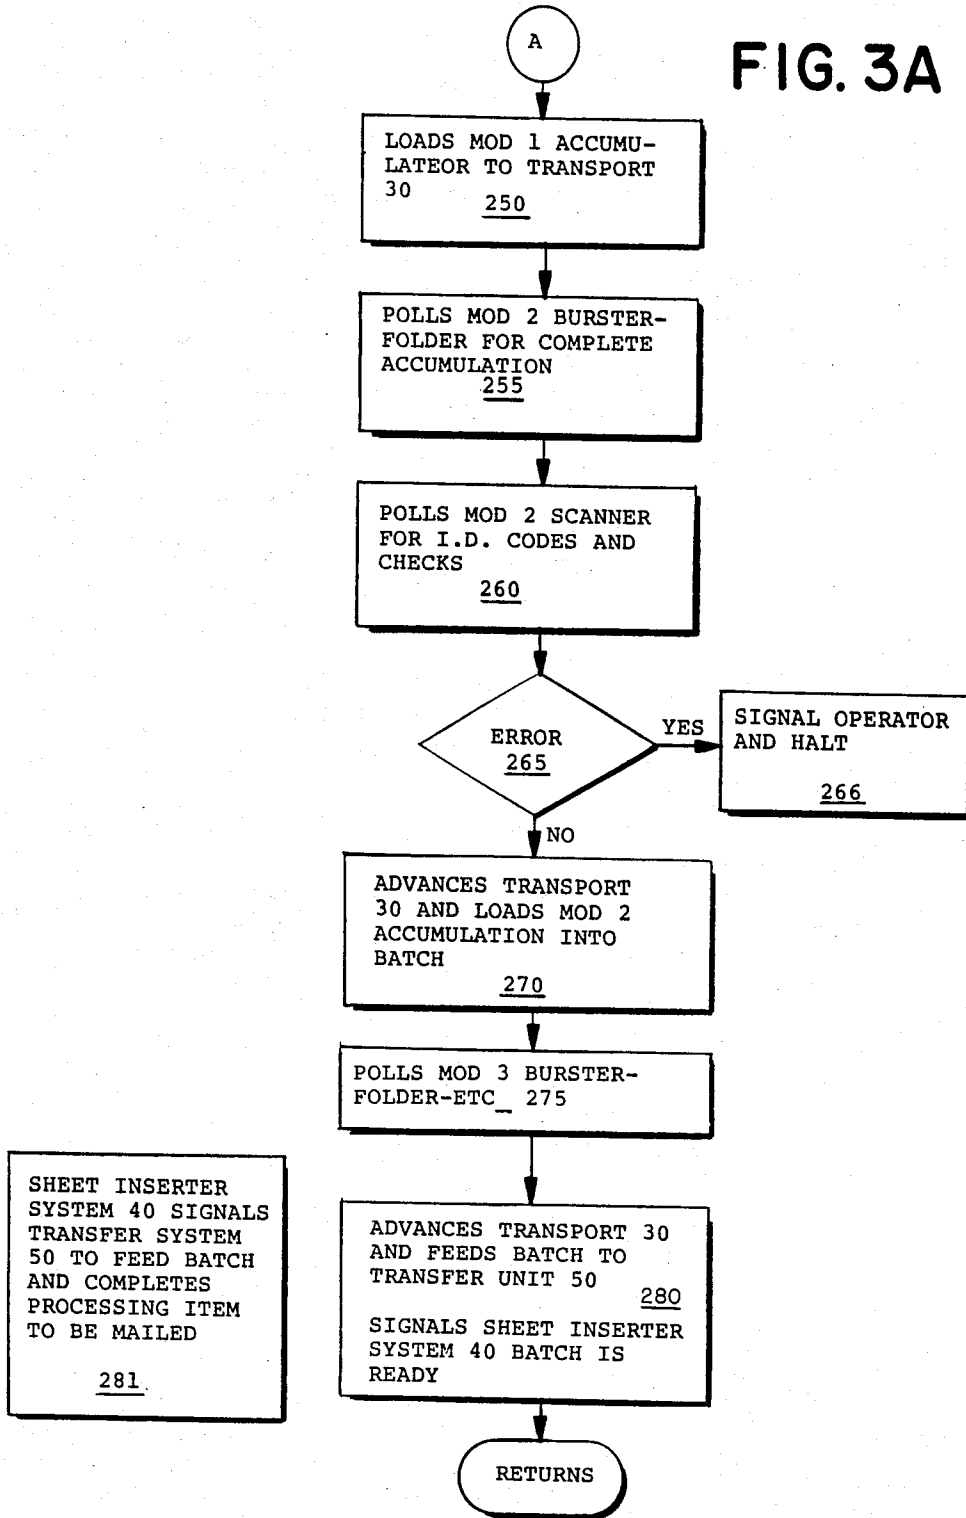 A
FIG. 3A
LOADS MOD 1 ACCUMU-
LATEOR TO TRANSPORT
30
250
POLLS MOD 2 BURSTER-
FOLDER FOR COMPLETE
ACCUMULATION
255
POLLS MOD 2 SCANNER
FOR I.D. CODES AND
CHECKS
260
ERROR
265
YES
SIGNAL OPERATOR
AND HALT
266
NO
ADVANCES TRANSPORT
30 AND LOADS MOD 2
ACCUMULATION INTO
BATCH
270
POLLS MOD 3 BURSTER-
FOLDER-ETC_ 275
SHEET INSERTER
SYSTEM 40 SIGNALS
TRANSFER SYSTEM
50 TO FEED BATCH
AND COMPLETES
PROCESSING ITEM
TO BE MAILED
281
ADVANCES TRANSPORT 30
AND FEEDS BATCH TO
TRANSFER UNIT 50
280
SIGNALS SHEET INSERTER
SYSTEM 40 BATCH IS
READY
RETURNS